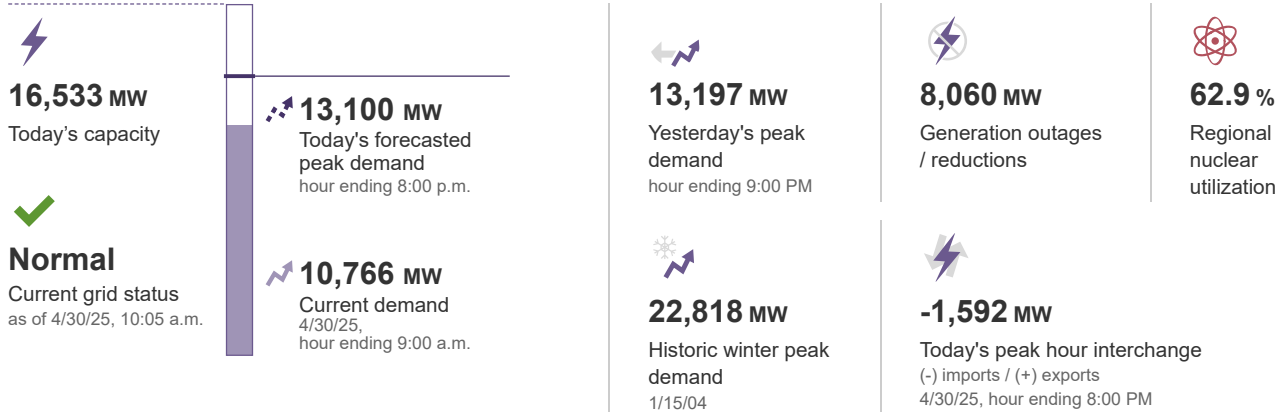 16,533 MW
Today's capacity
Normal
Current grid status
as of 4/30/25, 10:05 a.m.
13,100 MW
Today's forecasted
peak demand
hour ending 8:00 p.m.
10,766 MW
Current demand
4/30/25,
hour ending 9:00 a.m.
13,197 MW
Yesterday's peak
demand
hour ending 9:00 PM
8,060 MW
Generation outages
/ reductions
62.9 %
Regional
nuclear
utilization
22,818 MW
Historic winter peak
demand
1/15/04
-1,592 MW
Today's peak hour interchange
(-) imports / (+) exports
4/30/25, hour ending 8:00 PM